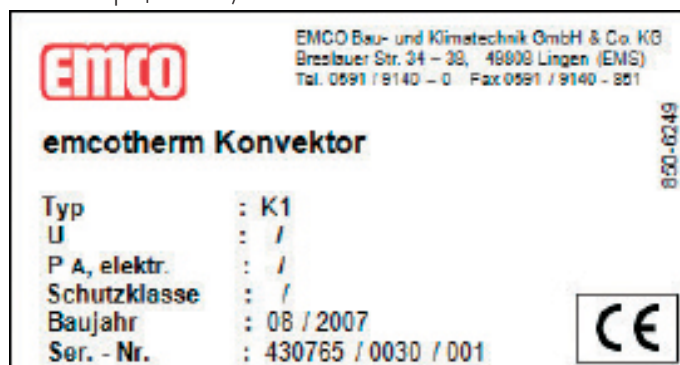 emco
EMCO Bau- und Klimatechnik GmbH & Co. KG
Breslauer Str. 34 – 38, 49808 Lingen (EMS)
Tel. 0591 / 9140 – 0 Fax 0591 / 9140 - 851
850-6249
emcotherm Konvektor
Typ : K1
U : /
P A, elektr. : /
Schutzklasse : /
Baujahr : 08 / 2007
Ser. - Nr. : 430765 / 0030 / 001
CE